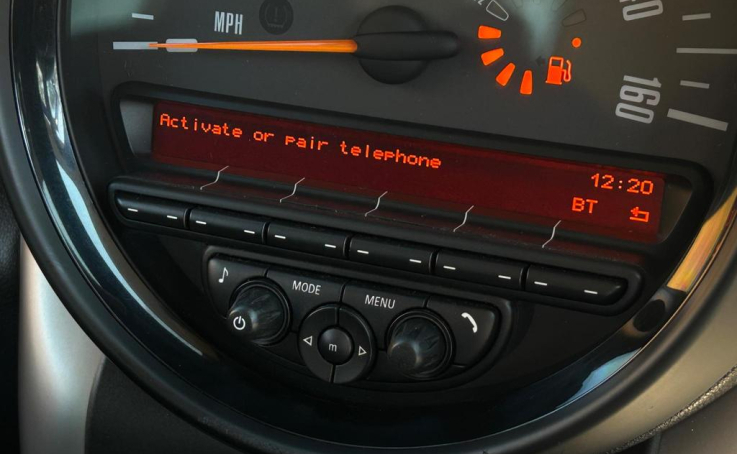 MPH
160
Activate or pair telephone
12:20
BT
MODE
MENU
m